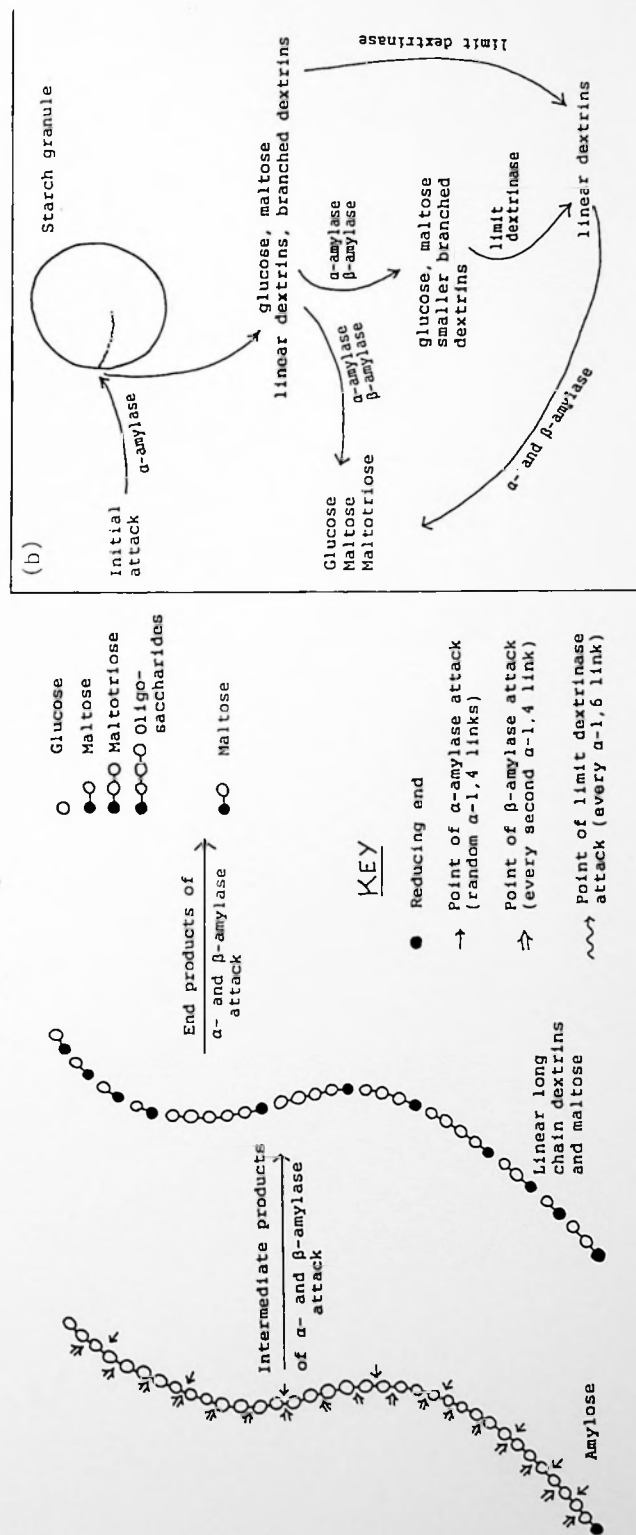 Amylose
Intermediate products
of α- and β-amylase
attack
Linear long
chain dextrins
and maltose
End products of
α- and β-amylase
attack
Glucose
Maltose
Maltotriose
Oligo-
saccharides
Maltose
KEY
Reducing end
Point of α-amylase attack
(random α-1,4 links)
Point of β-amylase attack
(every second α-1,4 link)
Point of limit dextrinase
attack (every α-1,6 link)
(b)
Initial
attack
α-amylase
Starch granule
glucose, maltose
linear dextrins, branched dextrins
α-amylase
β-amylase
Glucose
Maltose
Maltotriose
α-amylase
β-amylase
glucose, maltose
smaller branched
dextrins
limit
dextrinase
limit dextrinase
linear dextrins
α- and β-amylase